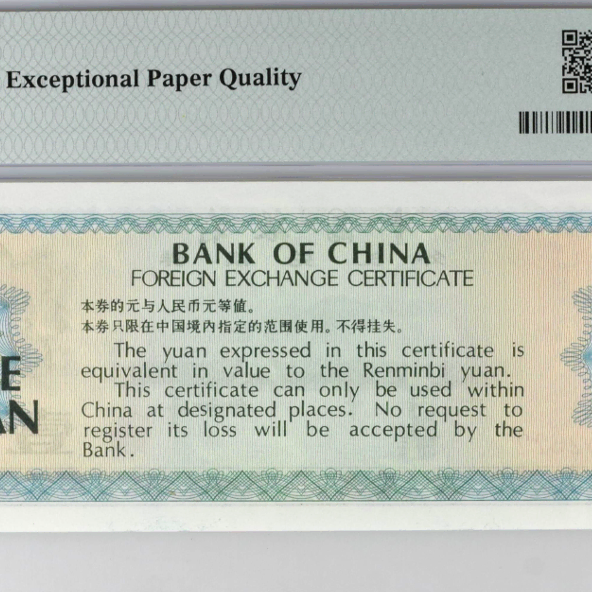 Exceptional Paper Quality
BANK OF CHINA
FOREIGN EXCHANGE CERTIFICATE
本券的元与人民币元等值。
本券只限在中国境内指定的范围使用。不得挂失。
The yuan expressed in this certificate is
equivalent in value to the Renminbi yuan.
This certificate can only be used within
China at designated places. No request to
register its loss will be accepted by the
Bank.
E
AN